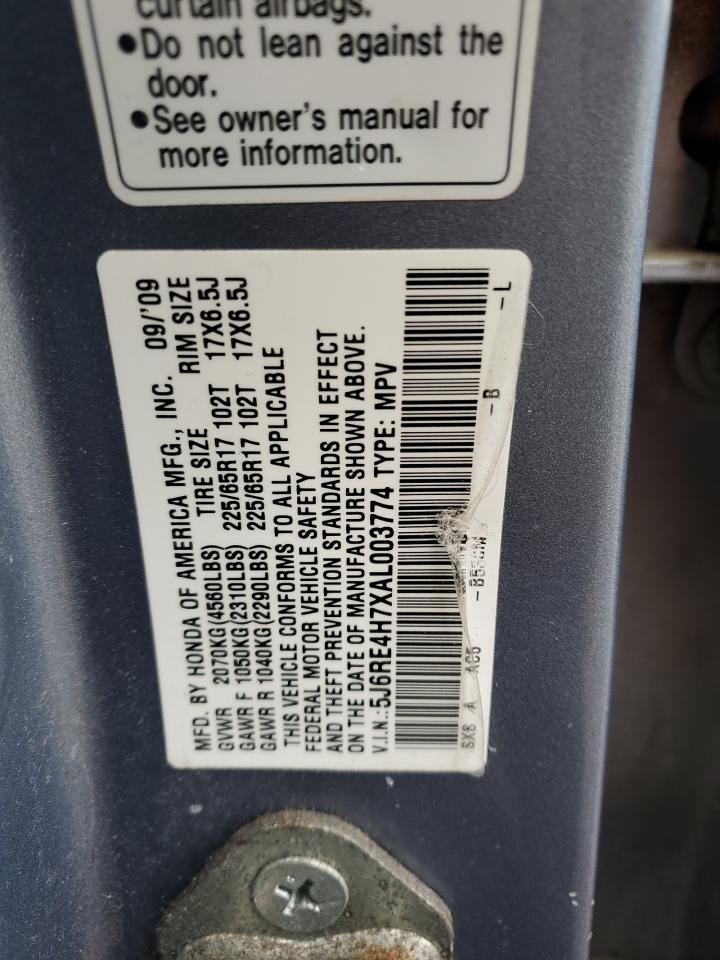 curtain airbags.
•Do not lean against the
door.
•See owner's manual for
more information.
MFD. BY HONDA OF AMERICA MFG., INC. 09/'09
GVWR 2070KG(4560LBS) TIRE SIZE RIM SIZE
GAWR F 1050KG(2310LBS) 225/65R17 102T 17X6.5J
GAWR R 1040KG(2290LBS) 225/65R17 102T 17X6.5J
THIS VEHICLE CONFORMS TO ALL APPLICABLE
FEDERAL MOTOR VEHICLE SAFETY
AND THEFT PREVENTION STANDARDS IN EFFECT
ON THE DATE OF MANUFACTURE SHOWN ABOVE.
V.I.N.:5J6RE4H7XAL003774 TYPE: MPV
A -B -L